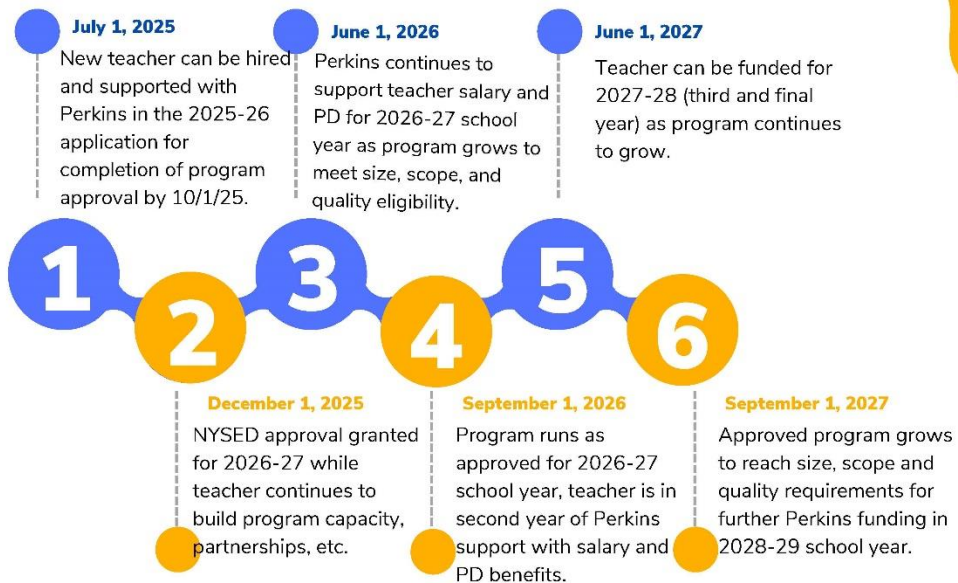 July 1, 2025
New teacher can be hired
and supported with
Perkins in the 2025-26
application for
completion of program
approval by 10/1/25.
June 1, 2026
Perkins continues to
support teacher salary and
PD for 2026-27 school
year as program grows to
meet size, scope, and
quality eligibility.
June 1, 2027
Teacher can be funded for
2027-28 (third and final
year) as program continues
to grow.
1
2
3
4
5
6
December 1, 2025
NYSED approval granted
for 2026-27 while
teacher continues to
build program capacity,
partnerships, etc.
September 1, 2026
Program runs as
approved for 2026-27
school year, teacher is in
second year of Perkins
support with salary and
PD benefits.
September 1, 2027
Approved program grows
to reach size, scope and
quality requirements for
further Perkins funding in
2028-29 school year.